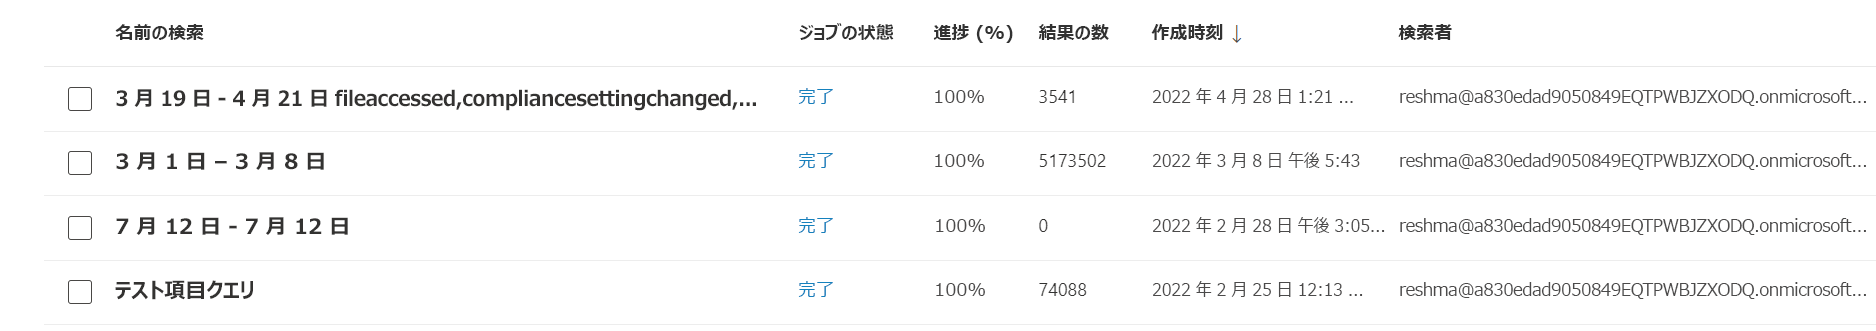 名前の検索 ジョブの状態 進捗 (%) 結果の数 作成時刻 ↓ 検索者
3 月 19 日 - 4 月 21 日 fileaccessed,compliancesettingchanged,... 完了 100% 3541 2022 年 4 月 28 日 1:21 ... reshma@a830edad9050849EQTPWBJZXODQ.onmicrosoft...
3 月 1 日 – 3 月 8 日 完了 100% 5173502 2022 年 3 月 8 日 午後 5:43 reshma@a830edad9050849EQTPWBJZXODQ.onmicrosoft...
7 月 12 日 - 7 月 12 日 完了 100% 0 2022 年 2 月 28 日 午後 3:05... reshma@a830edad9050849EQTPWBJZXODQ.onmicrosoft...
テスト項目クエリ 完了 100% 74088 2022 年 2 月 25 日 12:13 ... reshma@a830edad9050849EQTPWBJZXODQ.onmicrosoft...